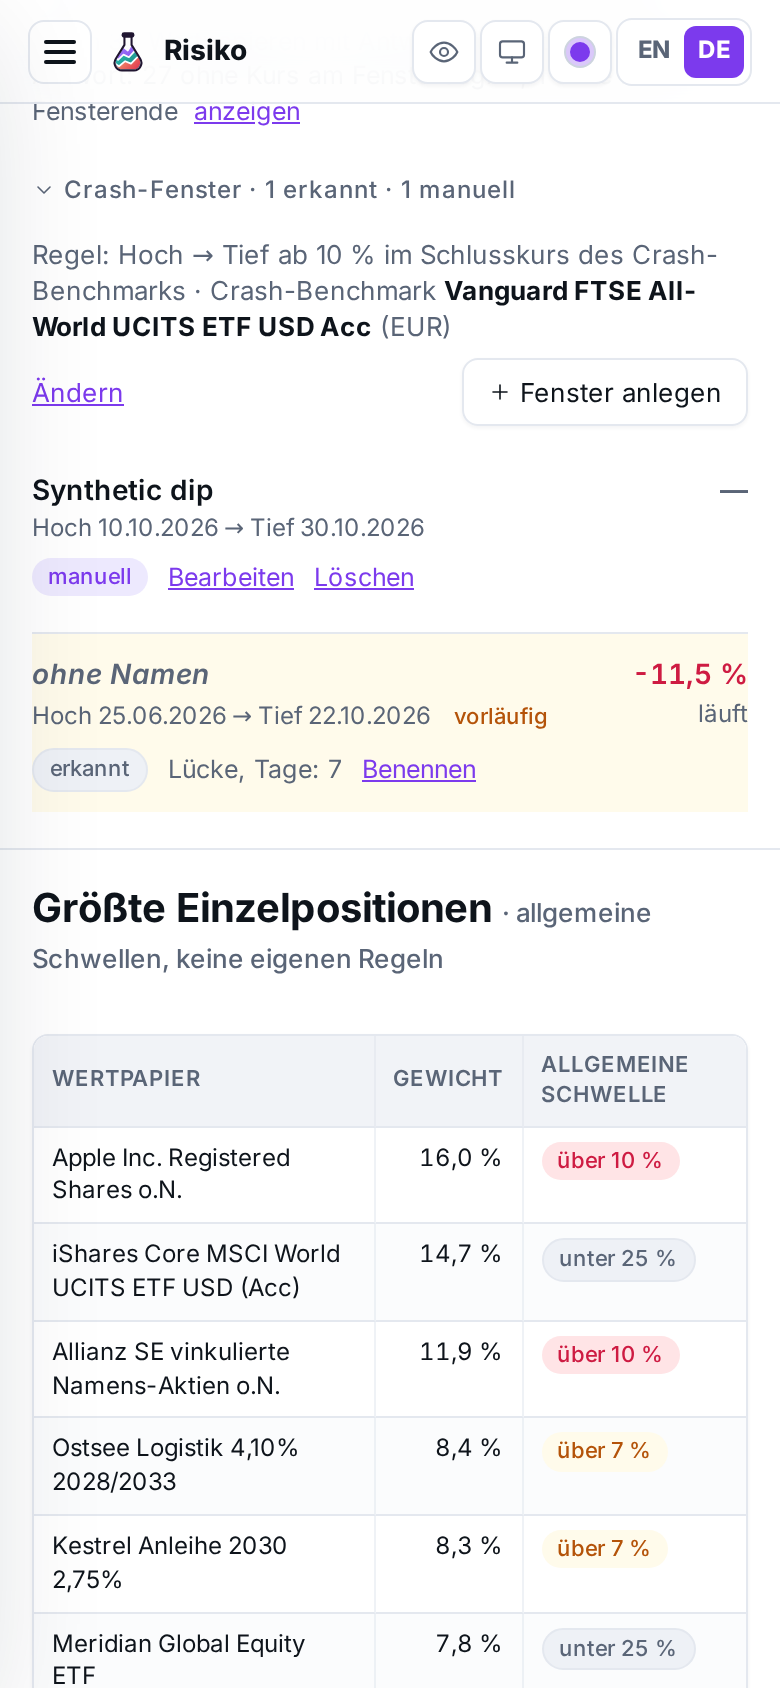 Risiko
EN DE
Fensterende anzeigen
Crash-Fenster · 1 erkannt · 1 manuell
Regel: Hoch → Tief ab 10 % im Schlusskurs des Crash-
Benchmarks · Crash-Benchmark Vanguard FTSE All-
World UCITS ETF USD Acc (EUR)
Ändern
+ Fenster anlegen
Synthetic dip —
Hoch 10.10.2026 → Tief 30.10.2026
manuell Bearbeiten Löschen
ohne Namen -11,5 %
Hoch 25.06.2026 → Tief 22.10.2026 vorläufig läuft
erkannt Lücke, Tage: 7 Benennen
Größte Einzelpositionen · allgemeine
Schwellen, keine eigenen Regeln
WERTPAPIER GEWICHT ALLGEMEINE
SCHWELLE
Apple Inc. Registered 16,0 % über 10 %
Shares o.N.
iShares Core MSCI World 14,7 % unter 25 %
UCITS ETF USD (Acc)
Allianz SE vinkulierte 11,9 % über 10 %
Namens-Aktien o.N.
Ostsee Logistik 4,10% 8,4 % über 7 %
2028/2033
Kestrel Anleihe 2030 8,3 % über 7 %
2,75%
Meridian Global Equity 7,8 % unter 25 %
ETF